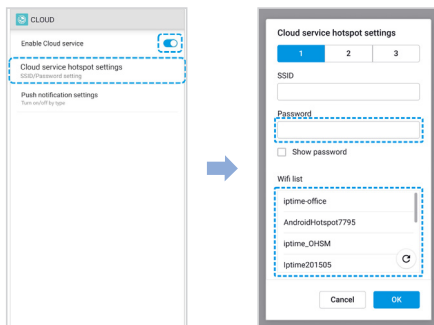 CLOUD
Enable Cloud service
Cloud service hotspot settings
SSID/Password setting
Push notification settings
Turn on/off by type
Cloud service hotspot settings
1 2 3
SSID
Password
Show password
Wifi list
iptime-office
AndroidHotspot7795
iptime_OHSM
Iptime201505
Cancel OK